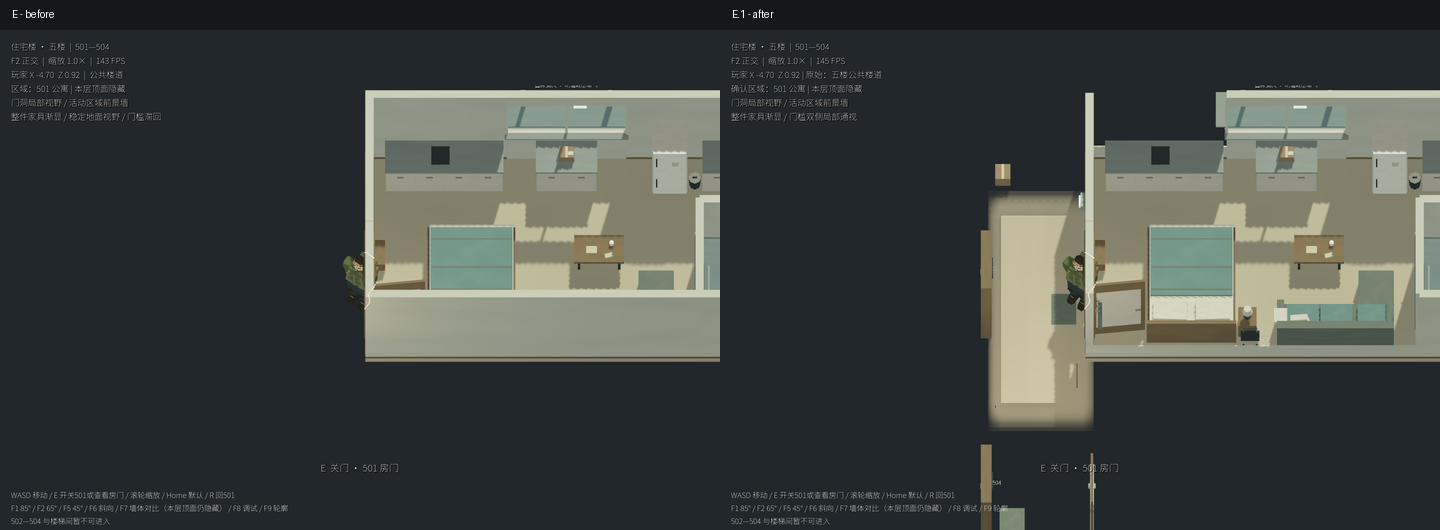 E - before
住宅楼 · 五楼 | 501—504
F2 正交 | 缩放 1.0× | 143 FPS
玩家 X -4.70 Z 0.92 | 公共楼道
区域：501 公寓 | 本层顶面隐藏
门洞局部视野 / 活动区域前景墙
整件家具渐显 / 稳定地面视野 / 门槛滞回
E 关门 · 501 房门
WASD 移动 / E 开关501或查看房门 / 滚轮缩放 / Home 默认 / R 回501
F1 85° / F2 65° / F5 45° / F6 斜向 / F7 墙体对比（本层顶面仍隐藏） / F8 调试 / F9 轮廓
502—504 与楼梯间暂不可进入
E.1 - after
住宅楼 · 五楼 | 501—504
F2 正交 | 缩放 1.0× | 145 FPS
玩家 X -4.70 Z 0.92 | 原始：五楼公共楼道
确认区域：501 公寓 | 本层顶面隐藏
门洞局部视野 / 活动区域前景墙
整件家具渐显 / 门槛双侧局部通视
E 关门 · 501 房门
504
WASD 移动 / E 开关501或查看房门 / 滚轮缩放 / Home 默认 / R 回501
F1 85° / F2 65° / F5 45° / F6 斜向 / F7 墙体对比（本层顶面仍隐藏） / F8 调试 / F9 轮廓
502—504 与楼梯间暂不可进入